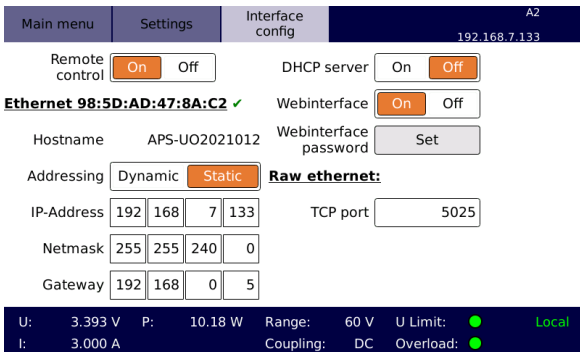 Main menu Settings Interface config A2
192.168.7.133
Remote control On Off DHCP server On Off
Ethernet 98:5D:AD:47:8A:C2 ✔ Webinterface On Off
Hostname APS-UO2021012 Webinterface password Set
Addressing Dynamic Static Raw ethernet:
IP-Address 192 168 7 133 TCP port 5025
Netmask 255 255 240 0
Gateway 192 168 0 5
U: 3.393 V P: 10.18 W Range: 60 V U Limit: Local
I: 3.000 A Coupling: DC Overload: